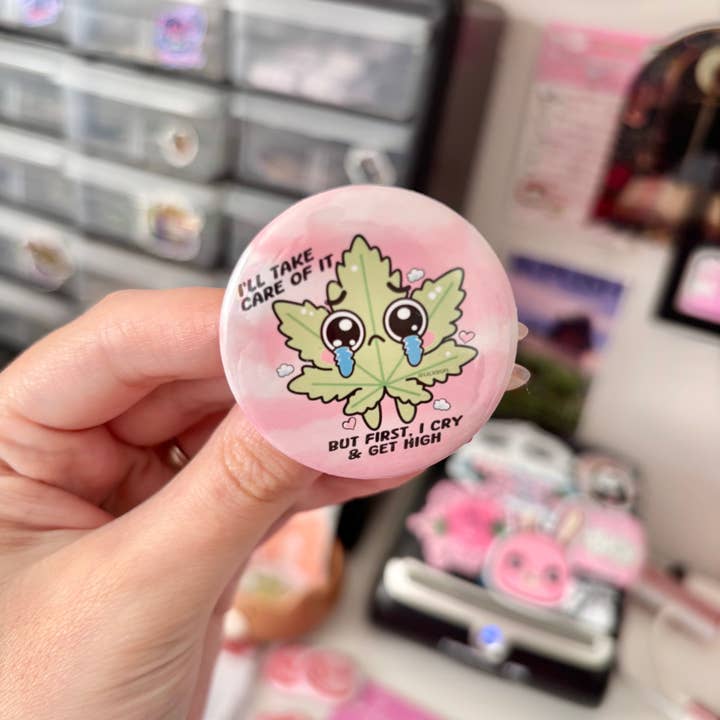 I'LL TAKE
CARE OF IT
BUT FIRST, I CRY
& GET HIGH